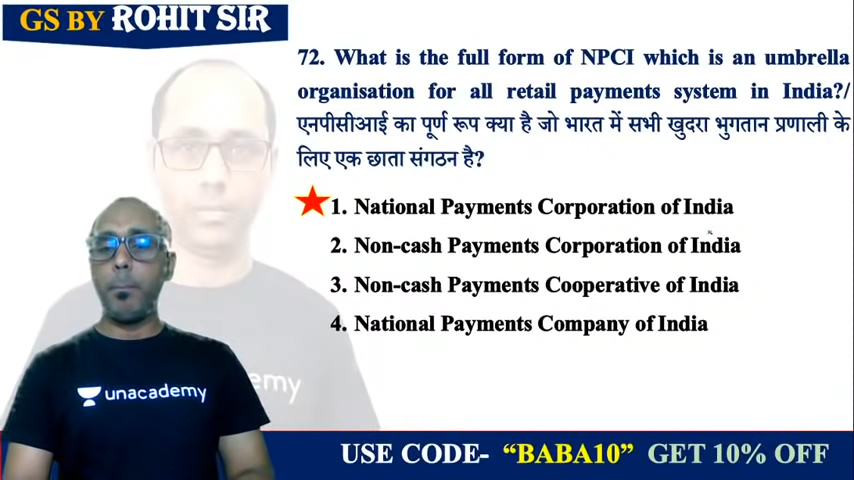 GS BY ROHIT SIR
72. What is the full form of NPCI which is an umbrella
organisation for all retail payments system in India?/
एनपीसीआई का पूर्ण रूप क्या है जो भारत में सभी खुदरा भुगतान प्रणाली के
लिए एक छाता संगठन है?
1. National Payments Corporation of India
2. Non-cash Payments Corporation of India
3. Non-cash Payments Cooperative of India
4. National Payments Company of India
emy
unacademy
USE CODE- “BABA10” GET 10% OFF